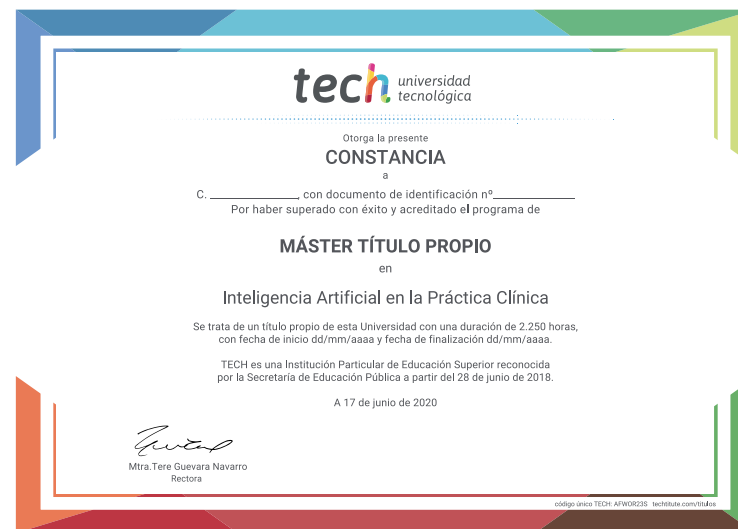 tech universidad
tecnológica
Otorga la presente
CONSTANCIA
a
C. ________________, con documento de identificación nº______________
Por haber superado con éxito y acreditado el programa de
MÁSTER TÍTULO PROPIO
en
Inteligencia Artificial en la Práctica Clínica
Se trata de un título propio de esta Universidad con una duración de 2.250 horas,
con fecha de inicio dd/mm/aaaa y fecha de finalización dd/mm/aaaa.
TECH es una Institución Particular de Educación Superior reconocida
por la Secretaría de Educación Pública a partir del 28 de junio de 2018.
A 17 de junio de 2020
Mtra.Tere Guevara Navarro
Rectora
código único TECH: AFWOR23S techtitute.com/titulos